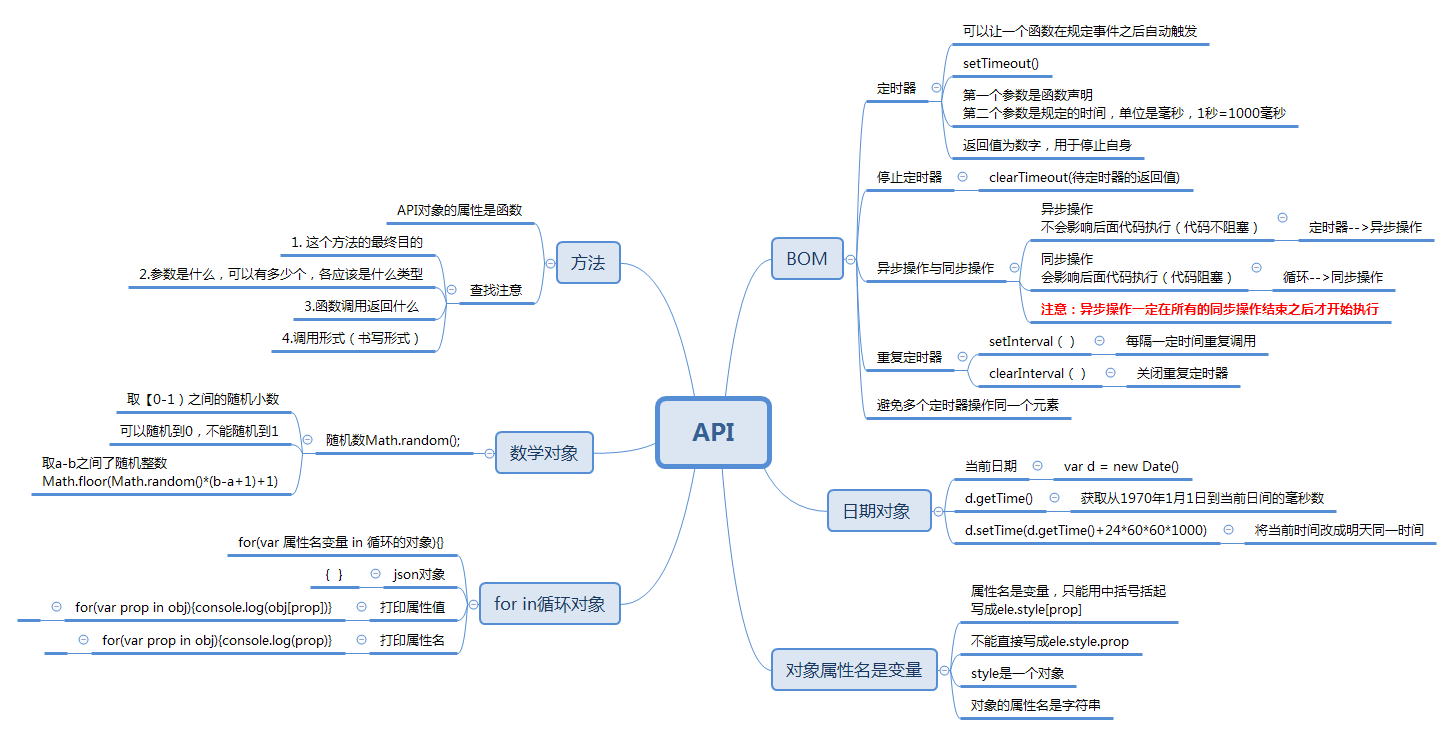 API
方法
API对象的属性是函数
查找注意
1. 这个方法的最终目的
2.参数是什么，可以有多少个，各应该是什么类型
3.函数调用返回什么
4.调用形式（书写形式）
数学对象
随机数Math.random();
取【0-1）之间的随机小数
可以随机到0，不能随机到1
取a-b之间了随机整数
Math.floor(Math.random()*(b-a+1)+1)
for in循环对象
for(var 属性名变量 in 循环的对象){}
json对象
{ }
打印属性值
for(var prop in obj){console.log(obj[prop])}
打印属性名
for(var prop in obj){console.log(prop)}
BOM
定时器
可以让一个函数在规定事件之后自动触发
setTimeout()
第一个参数是函数声明
第二个参数是规定的时间，单位是毫秒，1秒=1000毫秒
返回值为数字，用于停止自身
停止定时器
clearTimeout(待定时器的返回值)
异步操作与同步操作
异步操作
不会影响后面代码执行（代码不阻塞）
定时器-->异步操作
同步操作
会影响后面代码执行（代码阻塞）
循环-->同步操作
注意：异步操作一定在所有的同步操作结束之后才开始执行
重复定时器
setInterval（ ）
每隔一定时间重复调用
clearInterval（ ）
关闭重复定时器
避免多个定时器操作同一个元素
日期对象
当前日期
var d = new Date()
d.getTime()
获取从1970年1月1日到当前日间的毫秒数
d.setTime(d.getTime()+24*60*60*1000)
将当前时间改成明天同一时间
对象属性名是变量
属性名是变量，只能用中括号括起
写成ele.style[prop]
不能直接写成ele.style.prop
style是一个对象
对象的属性名是字符串